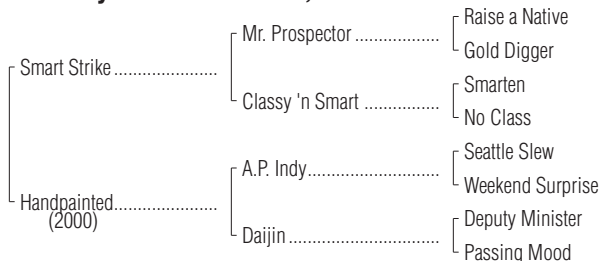 Raise a Native
Mr. Prospector ..................
Gold Digger
Smart Strike ......................
Smarten
Classy 'n Smart ................
No Class
Seattle Slew
A.P. Indy............................
Weekend Surprise
Handpainted......................
(2000)
Deputy Minister
Daijin ................................
Passing Mood